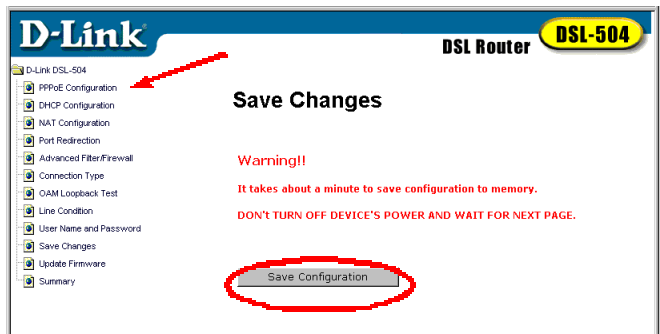 D-Link
DSL Router
DSL-504
D-Link DSL-504
PPPoE Configuration
DHCP Configuration
NAT Configuration
Port Redirection
Advanced Filter/Firewall
Connection Type
OAM Loopback Test
Line Condition
User Name and Password
Save Changes
Update Firmware
Summary
Save Changes
Warning!!
It takes about a minute to save configuration to memory.
DON't TURN OFF DEVICE'S POWER AND WAIT FOR NEXT PAGE.
Save Configuration